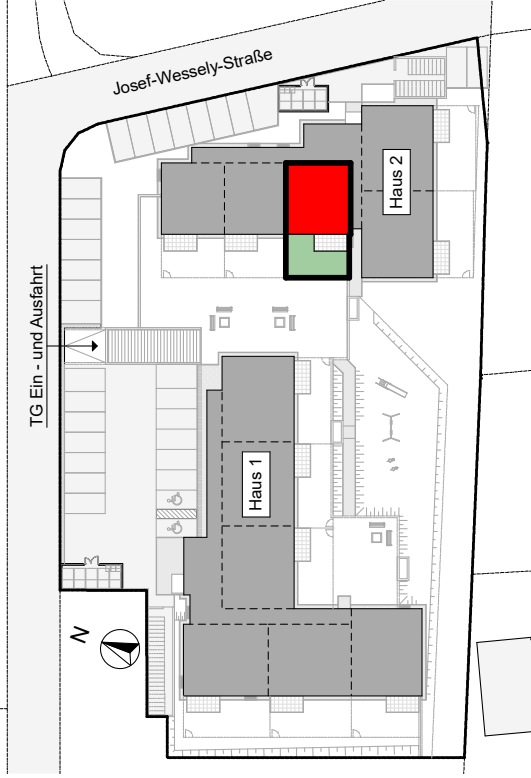 Josef-Wessely-Straße
Haus 2
TG Ein - und Ausfahrt
Haus 1
N